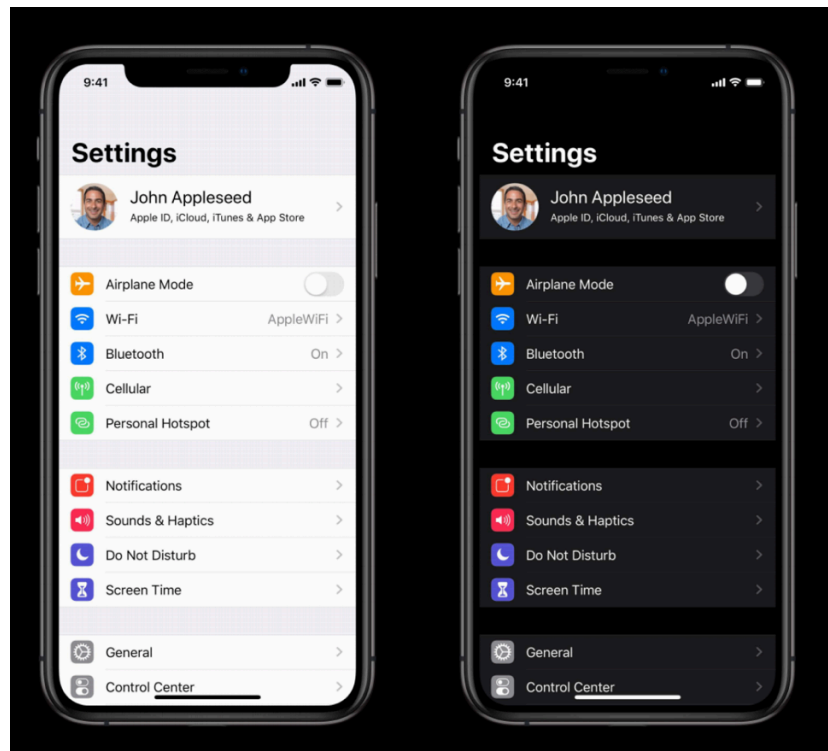 9:41
Settings
John Appleseed
Apple ID, iCloud, iTunes & App Store
Airplane Mode
Wi-Fi AppleWiFi
Bluetooth On
Cellular
Personal Hotspot Off
Notifications
Sounds & Haptics
Do Not Disturb
Screen Time
General
Control Center
9:41
Settings
John Appleseed
Apple ID, iCloud, iTunes & App Store
Airplane Mode
Wi-Fi AppleWiFi
Bluetooth On
Cellular
Personal Hotspot Off
Notifications
Sounds & Haptics
Do Not Disturb
Screen Time
General
Control Center